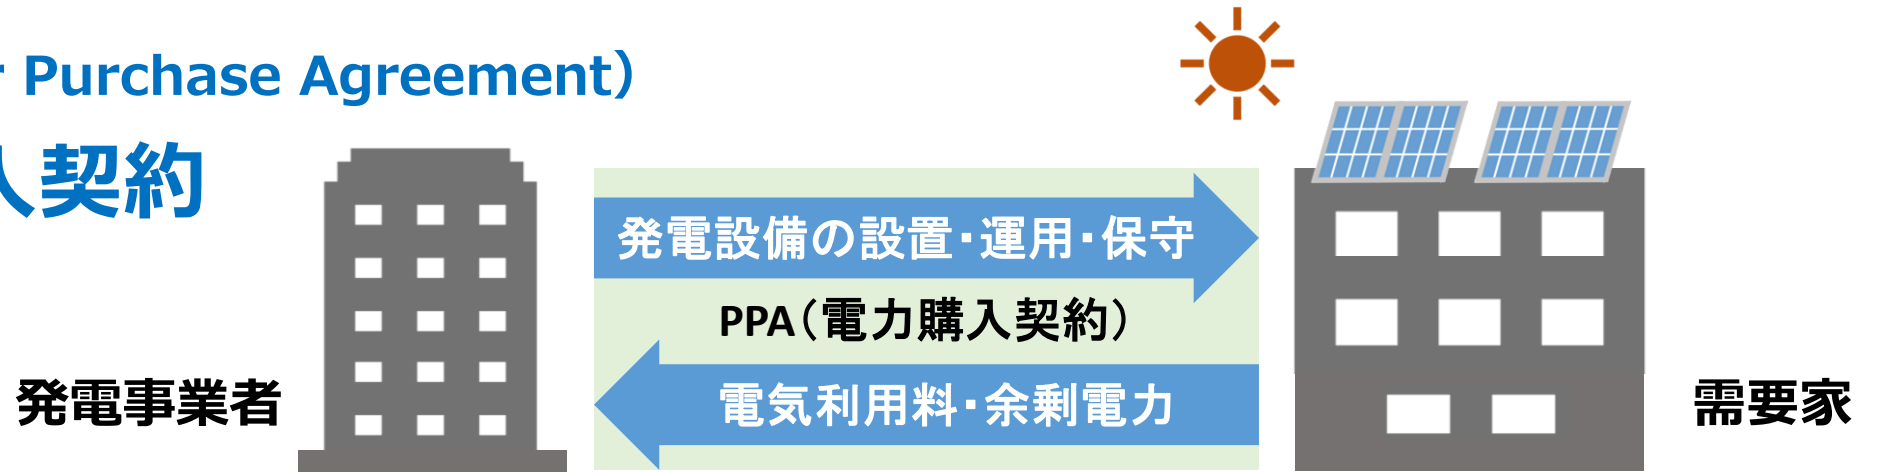 Purchase Agreement）
入契約
発電設備の設置・運用・保守
PPA（電力購入契約）
電気利用料・余剰電力
発電事業者
需要家